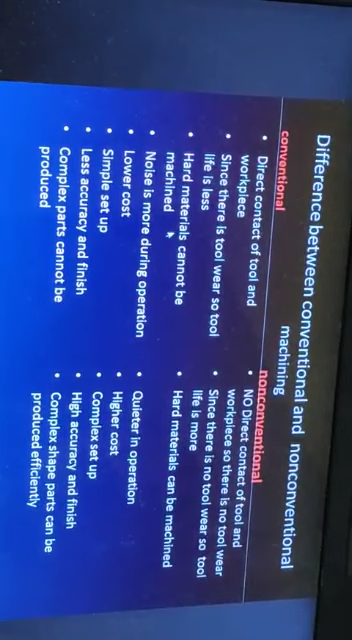 Difference between conventional and nonconventional
machining
conventional
• Direct contact of tool and
workpiece
• Since there is tool wear so tool
life is less
• Hard materials cannot be
machined
• Noise is more during operation
• Lower cost
• Simple set up
• Less accuracy and finish
• Complex parts cannot be
produced
nonconventional
• NO Direct contact of tool and
workpiece so there is no tool wear
• Since there is no tool wear so tool
life is more
• Hard materials can be machined
• Quieter in operation
• Higher cost
• Complex set up
• High accuracy and finish
• Complex shape parts can be
produced efficiently